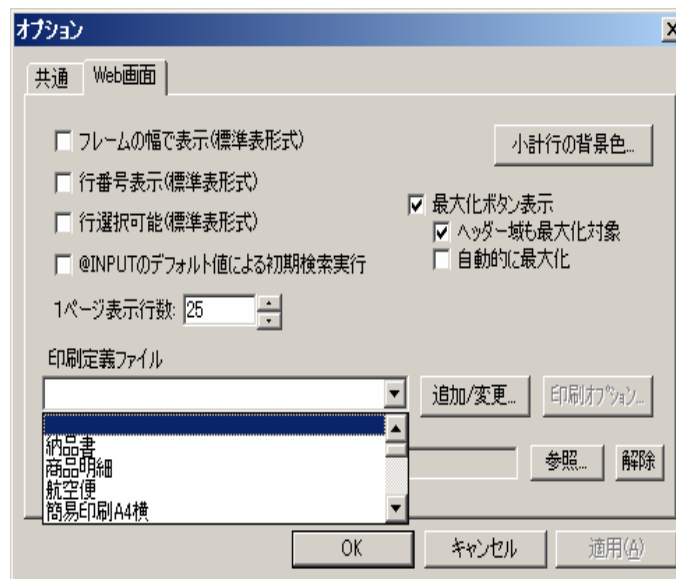 オプション
共通 Web画面
フレームの幅で表示(標準表形式)
小計行の背景色...
行番号表示(標準表形式)
最大化ボタン表示
行選択可能(標準表形式)
ヘッダー域も最大化対象
@INPUTのデフォルト値による初期検索実行
自動的に最大化
1ページ表示行数: 25
印刷定義ファイル
追加/変更... 印刷オプション...
納品書
商品明細
航空便
簡易印刷A4横
参照... 解除
OK キャンセル 適用(A)